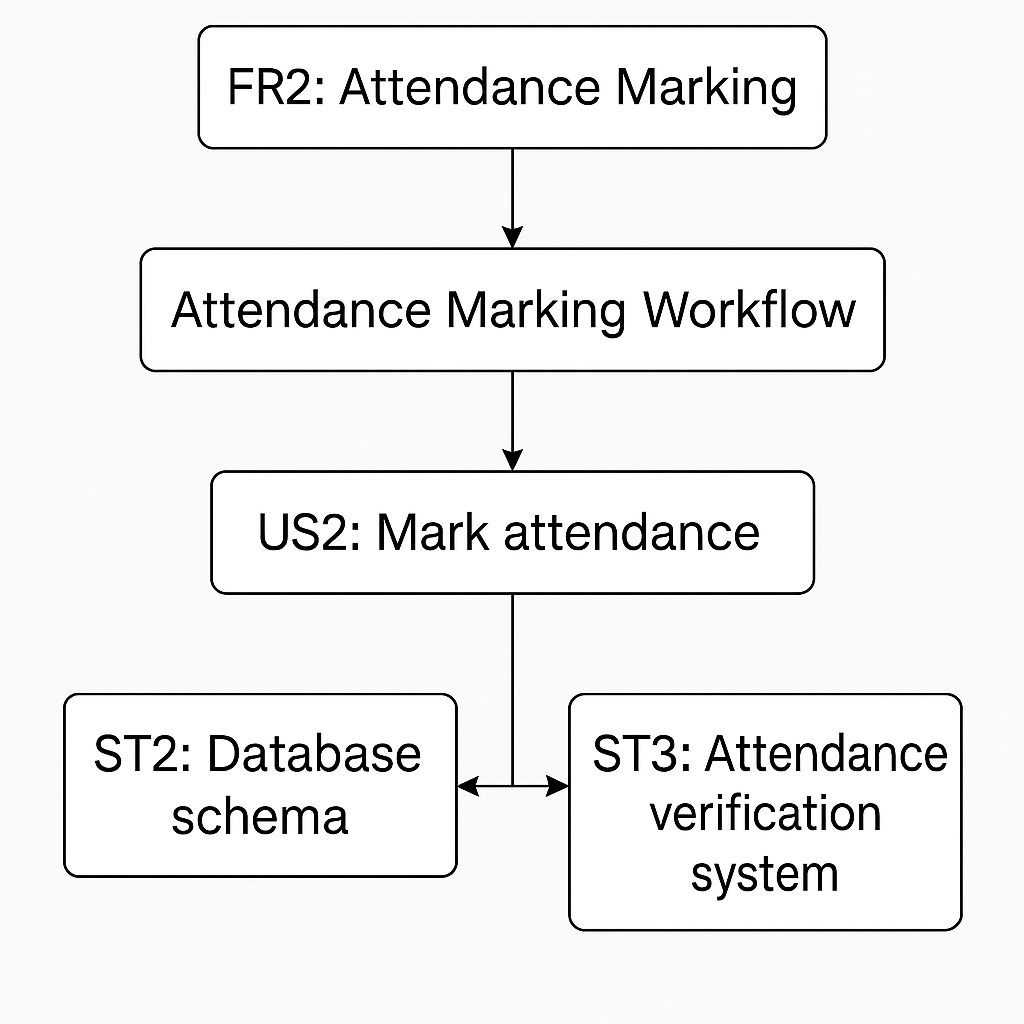 FR2: Attendance Marking
Attendance Marking Workflow
US2: Mark attendance
ST2: Database
schema
ST3: Attendance
verification
system